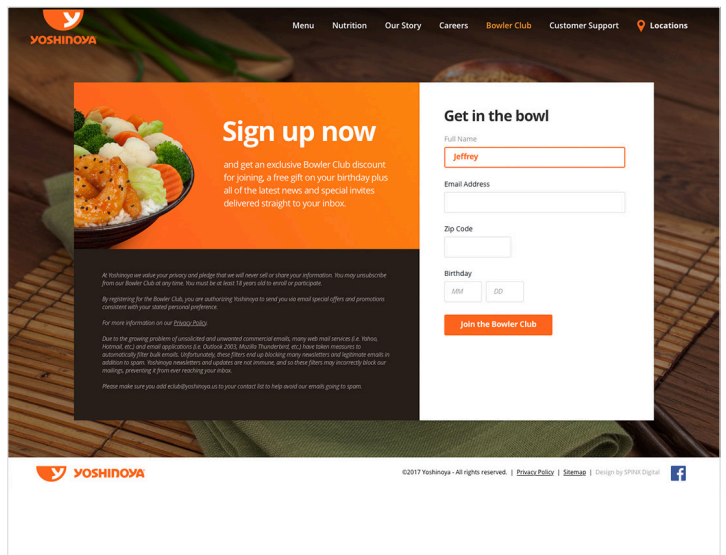 YOSHINOYA
Menu Nutrition Our Story Careers Bowler Club Customer Support Locations
Sign up now
and get an exclusive Bowler Club discount
for joining, a free gift on your birthday plus
all of the latest news and special invites
delivered straight to your inbox.
At Yoshinoya we value your privacy and pledge that we will never sell or share your information. You may unsubscribe
from our Bowler Club at any time. You must be at least 18 years old to enroll or participate.
By registering for the Bowler Club, you are authorizing Yoshinoya to send you via email special offers and promotions
consistent with your stated personal preference.
For more information on our Privacy Policy.
Due to the growing problem of unsolicited and unwanted commercial emails, many web mail services (i.e. Yahoo,
Hotmail, etc.) and email applications (i.e. Outlook 2003, Mozilla Thunderbird, etc.) have taken measures to
automatically filter bulk emails. Unfortunately, these filters end up blocking many newsletters and legitimate emails in
addition to spam. Yoshinoya newsletters and updates are not immune, and so these filters may incorrectly block our
mailings, preventing it from ever reaching your inbox.
Please make sure you add eclub@yoshinoya.us to your contact list to help avoid our emails going to spam.
Get in the bowl
Full Name
Jeffrey
Email Address
Zip Code
Birthday
MM DD
Join the Bowler Club
YOSHINOYA
©2017 Yoshinoya - All rights reserved. | Privacy Policy | Sitemap | Design by SPINX Digital